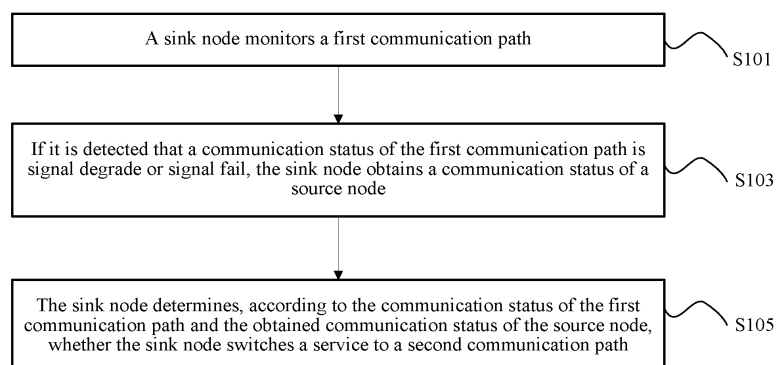 A sink node monitors a first communication path
S101
If it is detected that a communication status of the first communication path is
signal degrade or signal fail, the sink node obtains a communication status of a
source node
S103
The sink node determines, according to the communication status of the first
communication path and the obtained communication status of the source node,
whether the sink node switches a service to a second communication path
S105